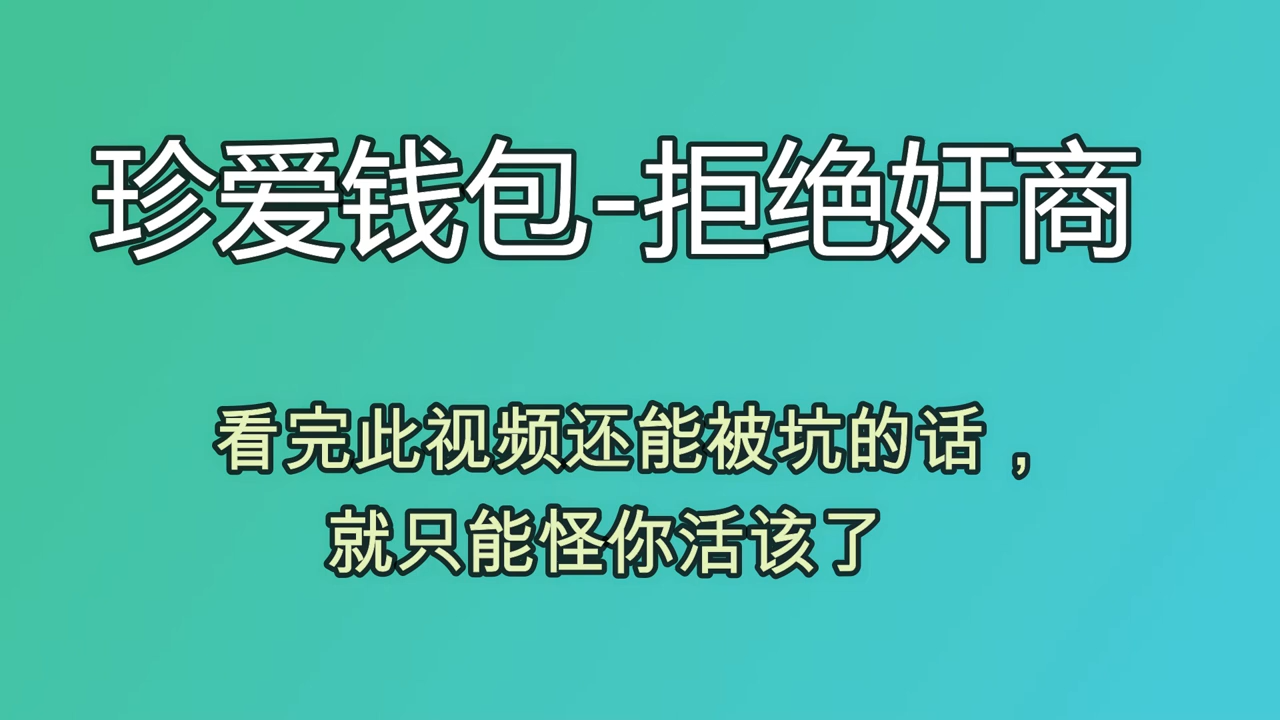 珍爱钱包-拒绝奸商
看完此视频还能被坑的话，
就只能怪你活该了